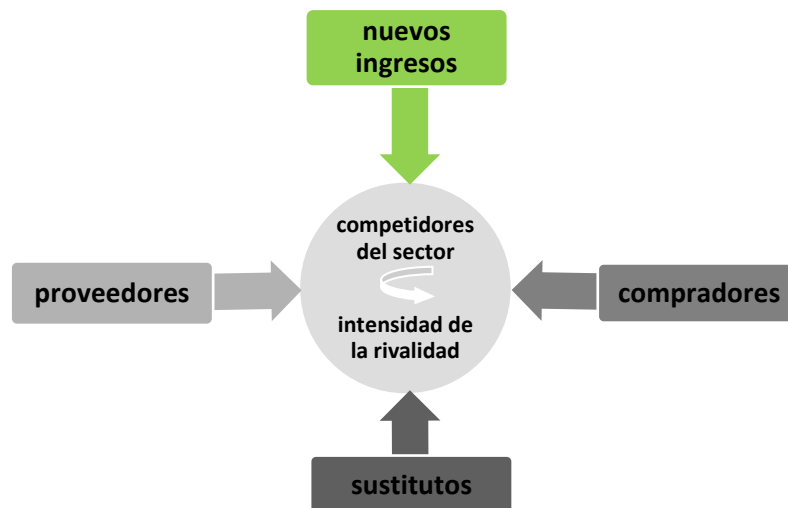 nuevos
ingresos
competidores
del sector
proveedores
compradores
intensidad de
la rivalidad
sustitutos